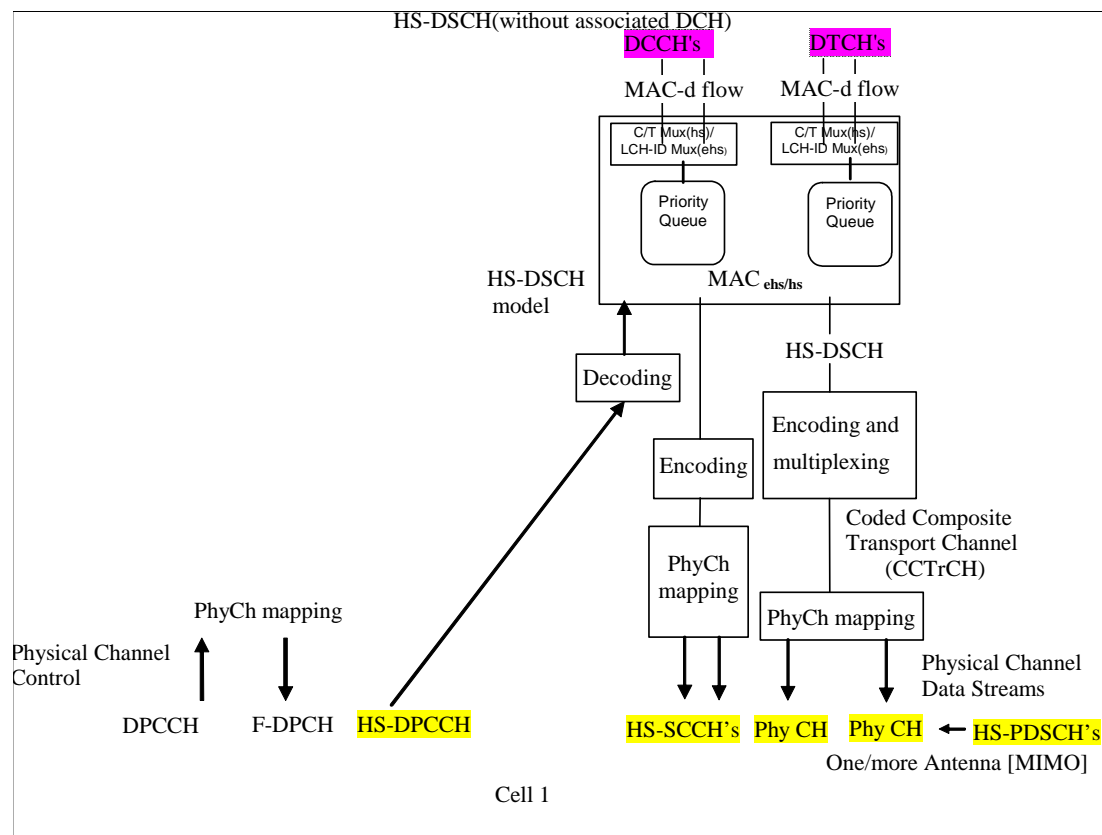 HS-DSCH(without associated DCH)
DCCH's
DTCH's
MAC-d flow
MAC-d flow
C/T Mux(hs)/
LCH-ID Mux(ehs)
C/T Mux(hs)/
LCH-ID Mux(ehs)
Priority
Queue
Priority
Queue
HS-DSCH
model
MAC ehs/hs
HS-DSCH
Decoding
Encoding and
multiplexing
Encoding
Coded Composite
Transport Channel
(CCTrCH)
PhyCh
mapping
PhyCh mapping
PhyCh mapping
Physical Channel
Control
Physical Channel
Data Streams
DPCCH
F-DPCH
HS-DPCCH
HS-SCCH’s
Phy CH
Phy CH
HS-PDSCH’s
One/more Antenna [MIMO]
Cell 1